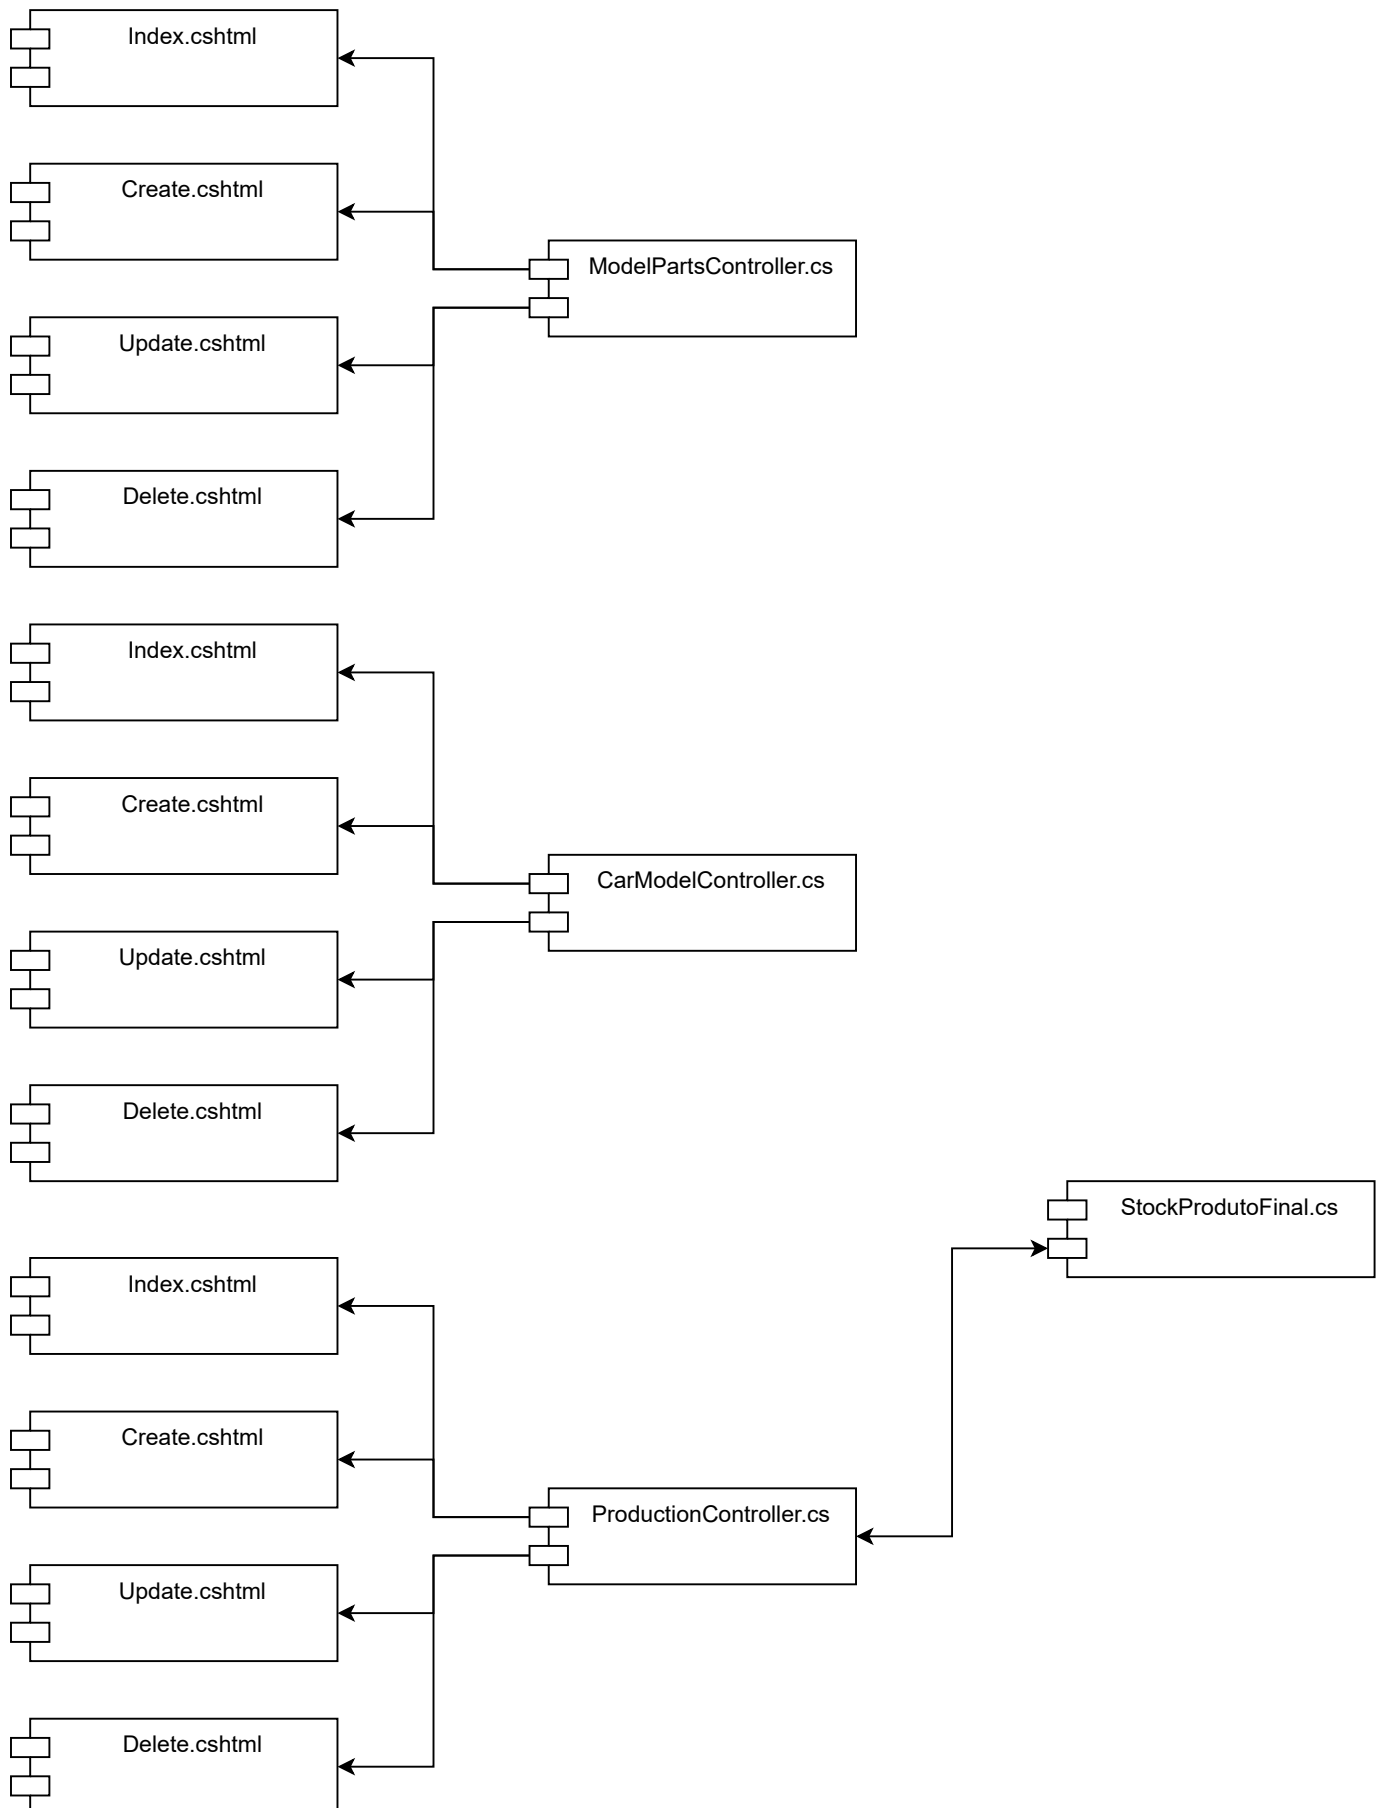 Index.cshtml
Create.cshtml
ModelPartsController.cs
Update.cshtml
Delete.cshtml
Index.cshtml
Create.cshtml
CarModelController.cs
Update.cshtml
Delete.cshtml
StockProdutoFinal.cs
Index.cshtml
Create.cshtml
ProductionController.cs
Update.cshtml
Delete.cshtml